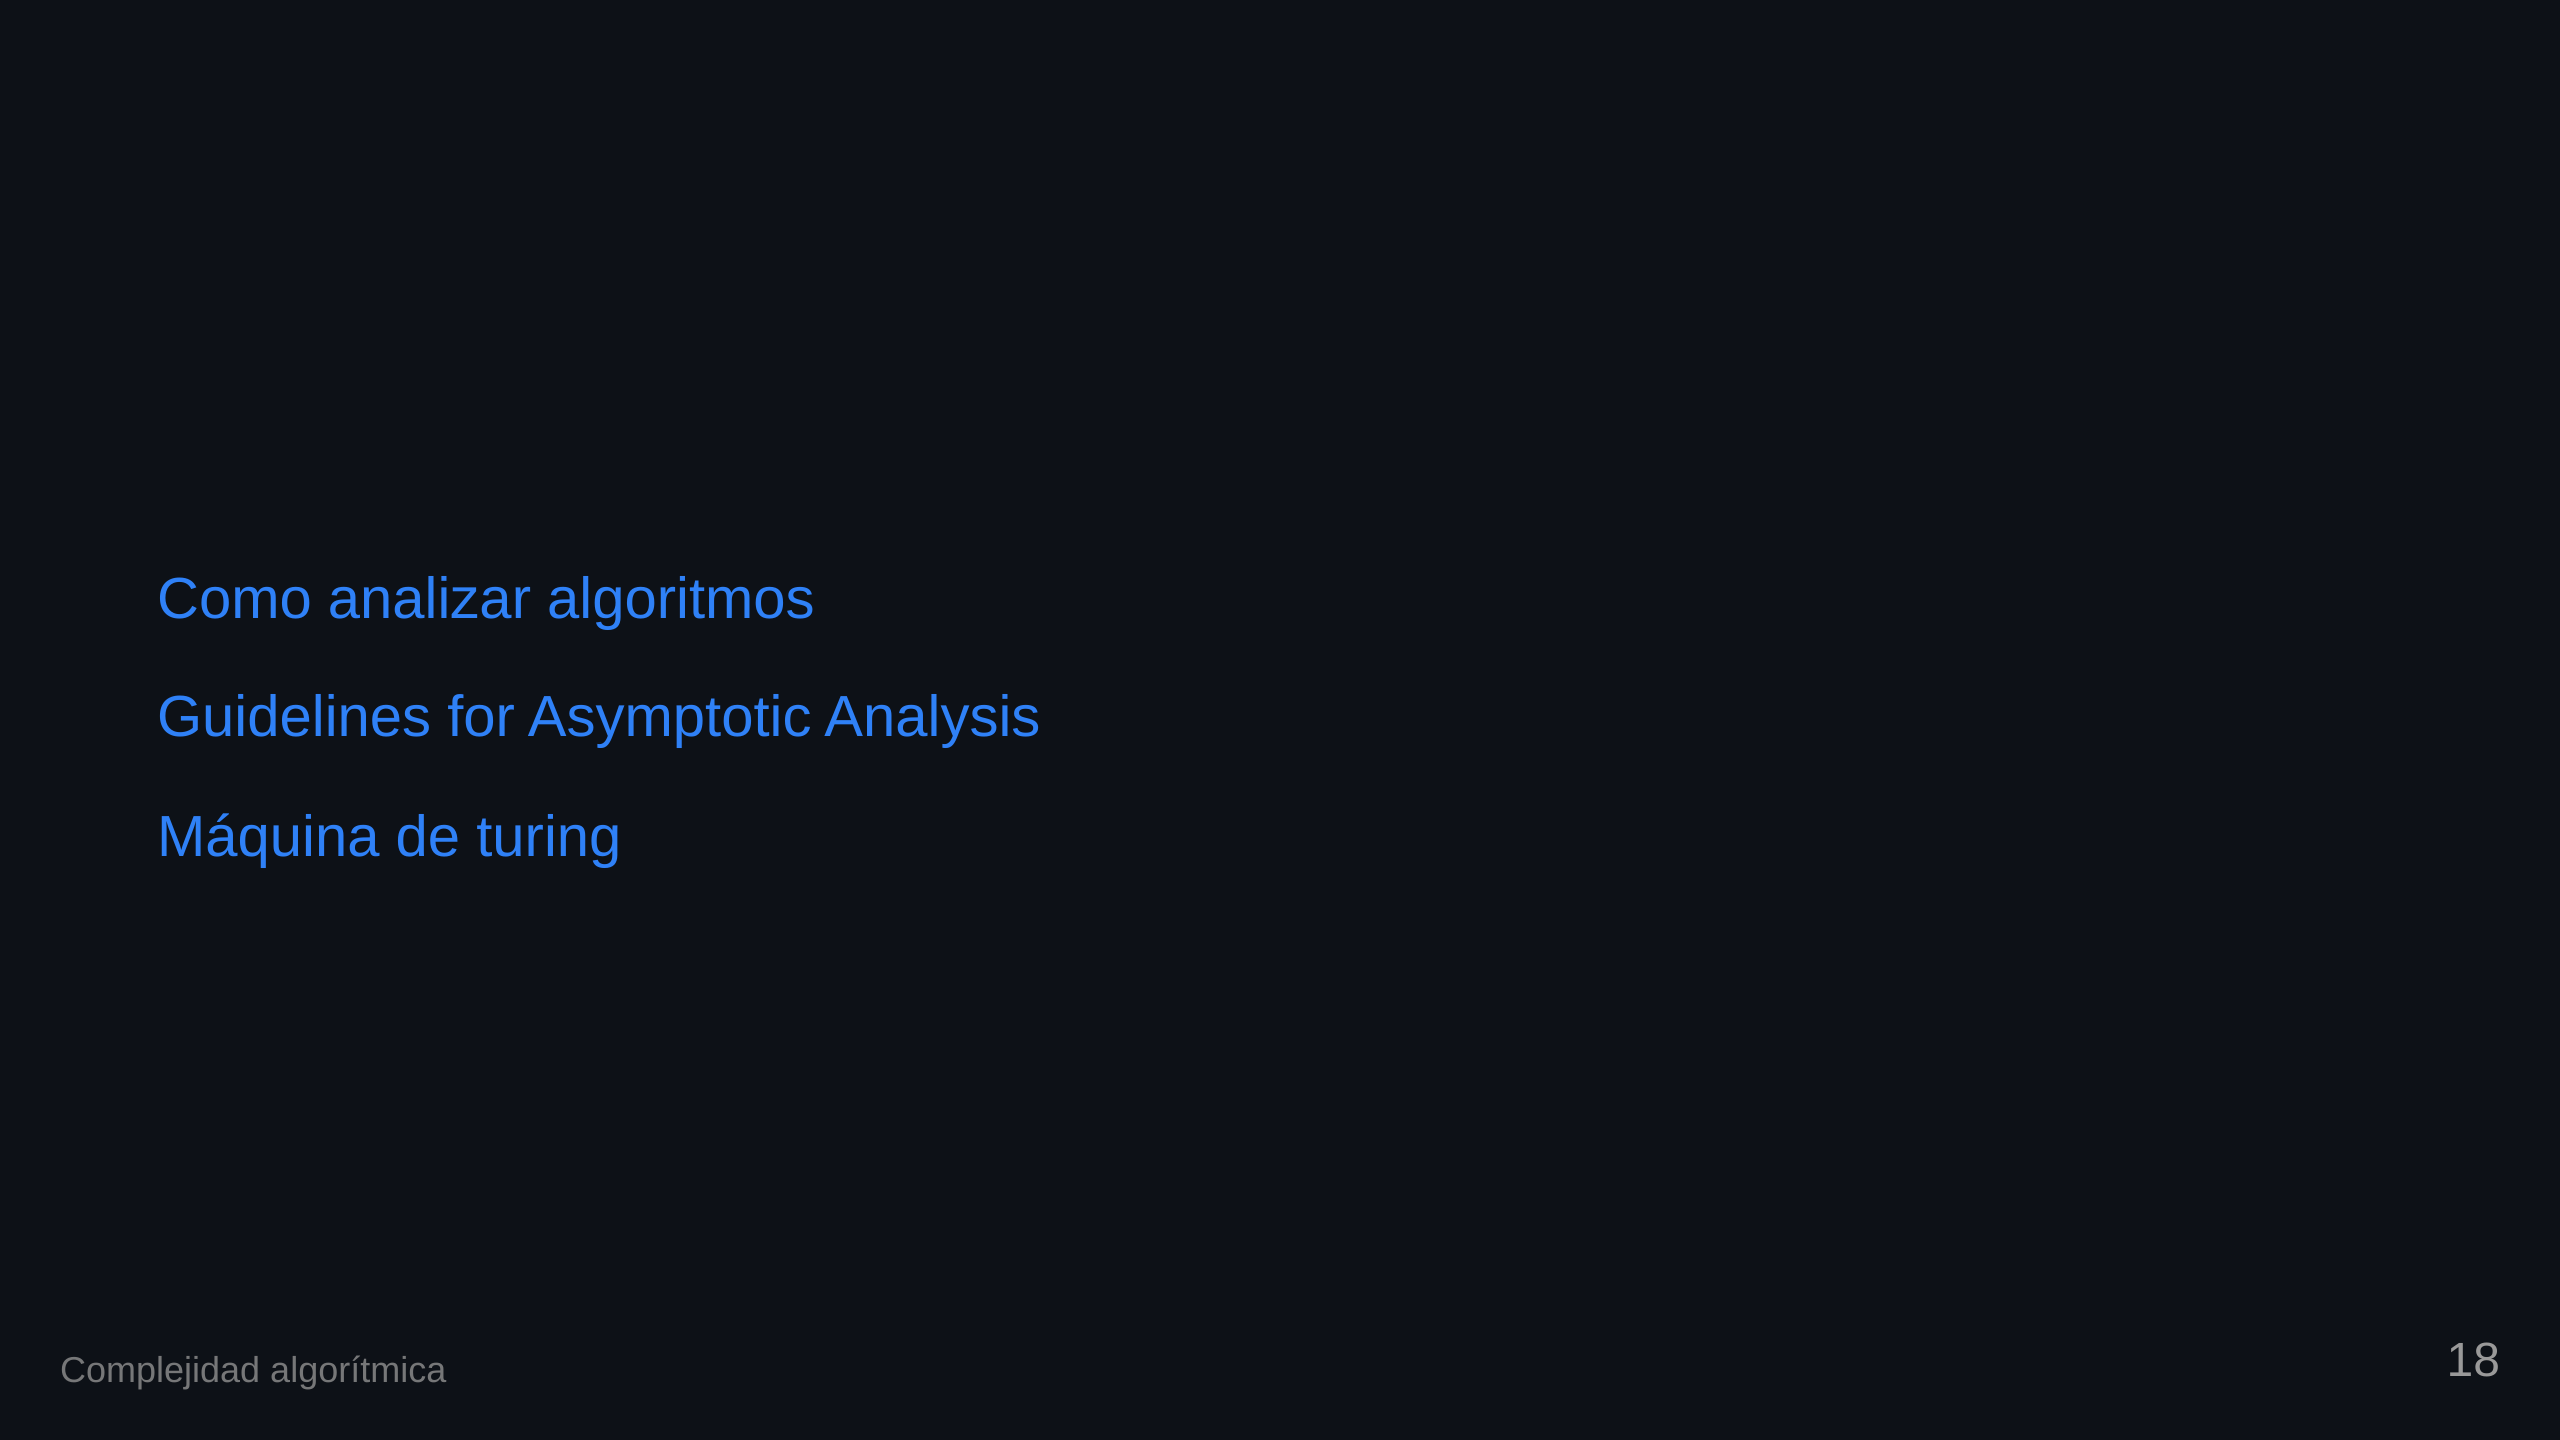 Como analizar algoritmos
Guidelines for Asymptotic Analysis
Máquina de turing
Complejidad algorítmica
18